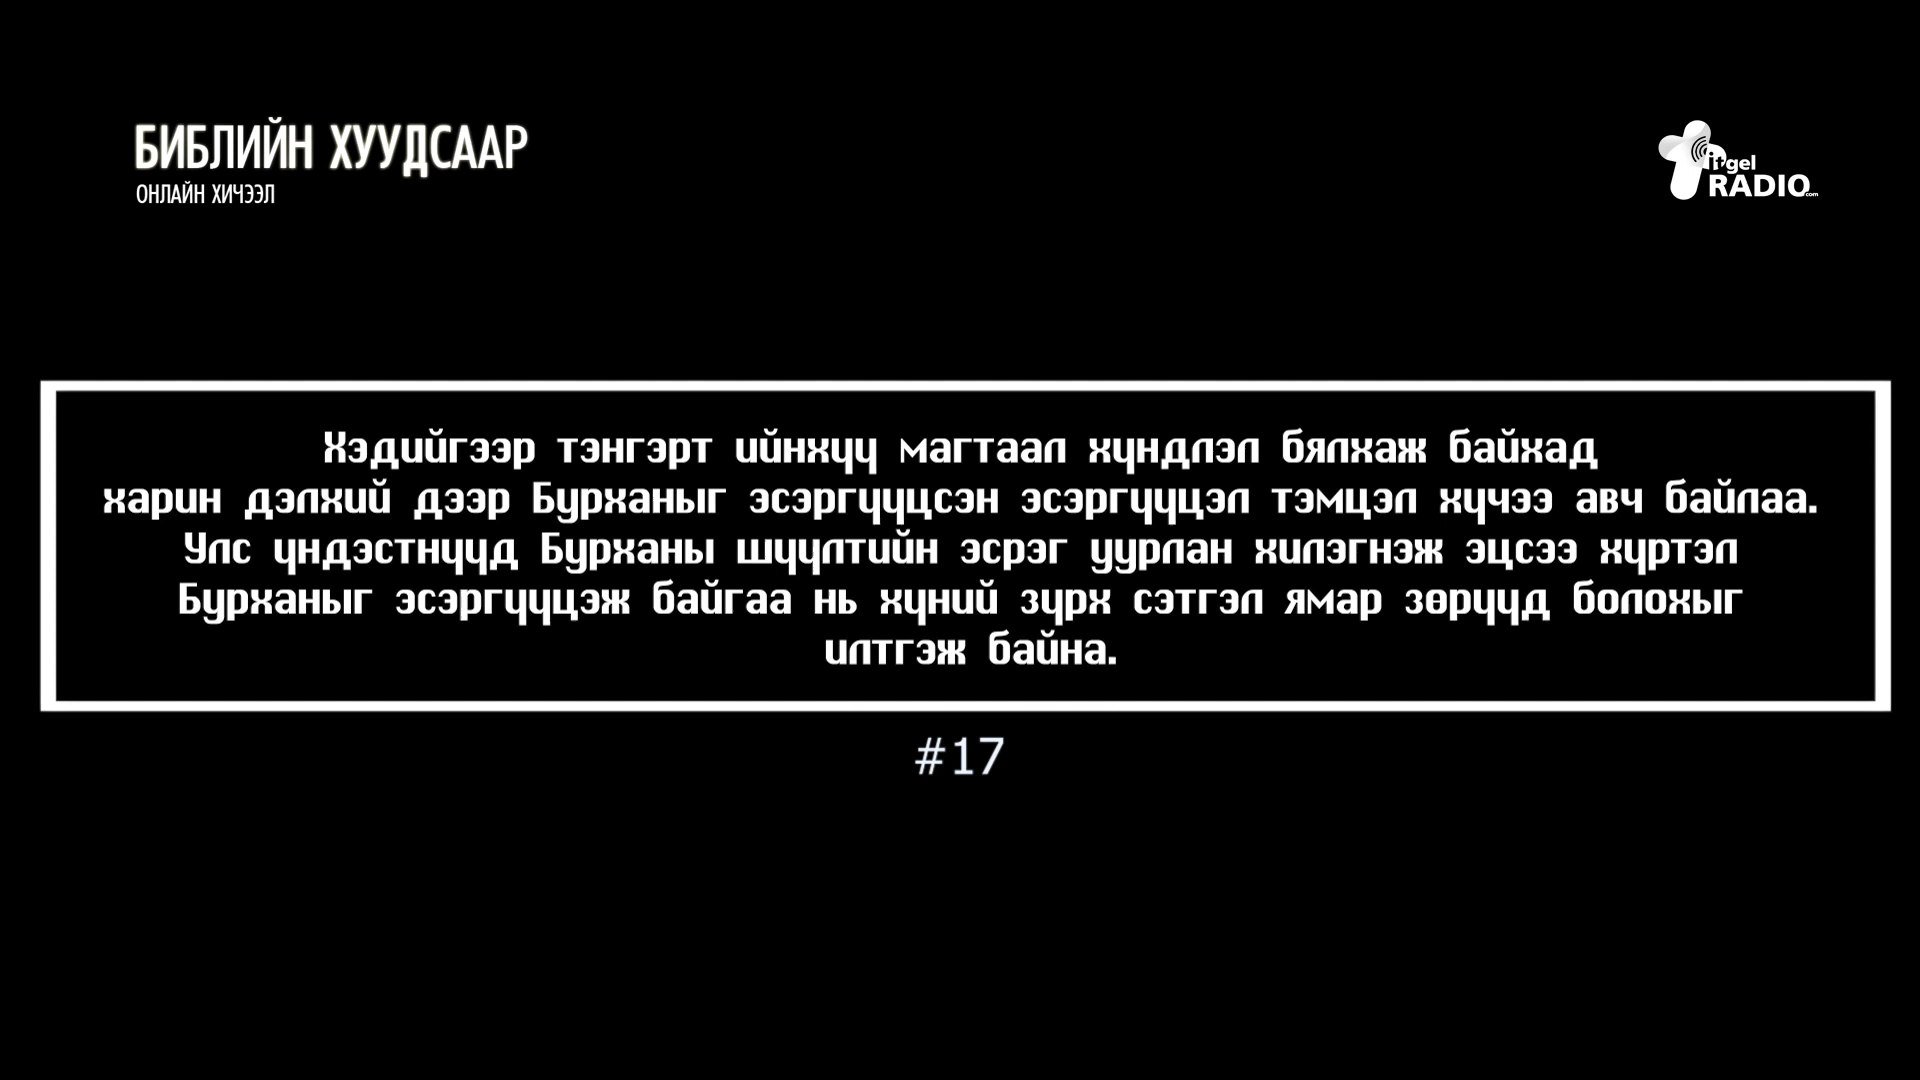 БИБЛИЙН ХУУДСААР
ОНЛАЙН ХИЧЭЭЛ
itgel
RADIO.com
Хэдийгээр тэнгэрт ийнхүү магтаал хүндлэл бялхаж байхад
харин дэлхий дээр Бурханыг эсэргүүцсэн эсэргүүцэл тэмцэл хүчээ авч байлаа.
Улс үндэстнүүд Бурханы шүүлтийн эсрэг уурлан хилэгнэж эцсээ хүртэл
Бурханыг эсэргүүцэж байгаа нь хүний зүрх сэтгэл ямар зөрүүд болохыг
илтгэж байна.
#17